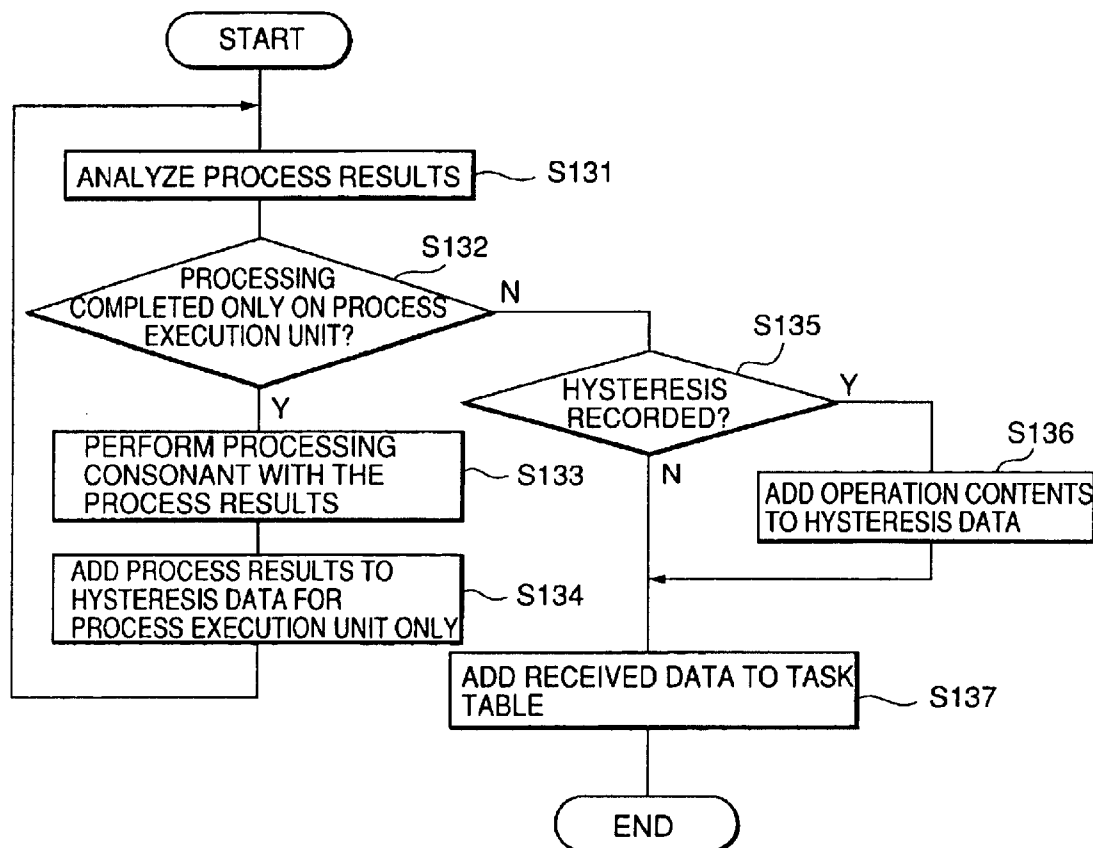 START
ANALYZE PROCESS RESULTS
S131
S132
PROCESSING
COMPLETED ONLY ON PROCESS
EXECUTION UNIT?
N
Y
S135
HYSTERESIS
RECORDED?
Y
N
PERFORM PROCESSING
CONSONANT WITH THE
PROCESS RESULTS
S133
S136
ADD OPERATION CONTENTS
TO HYSTERESIS DATA
ADD PROCESS RESULTS TO
HYSTERESIS DATA FOR
PROCESS EXECUTION UNIT ONLY
S134
ADD RECEIVED DATA TO TASK
TABLE
S137
END